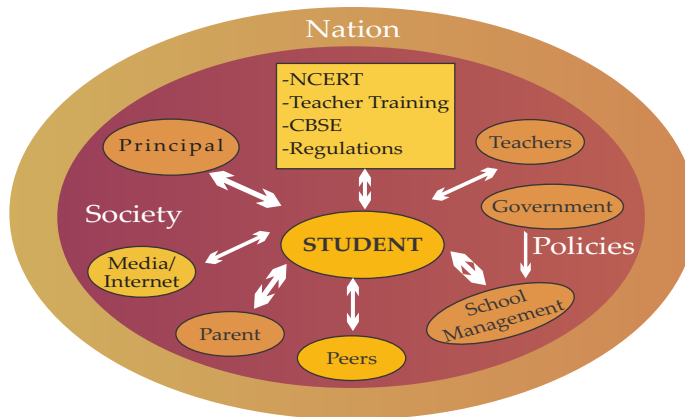 Nation
-NCERT
-Teacher Training
-CBSE
-Regulations
Principal
Teachers
Government
Society
STUDENT
Policies
Media/
Internet
School
Management
Parent
Peers